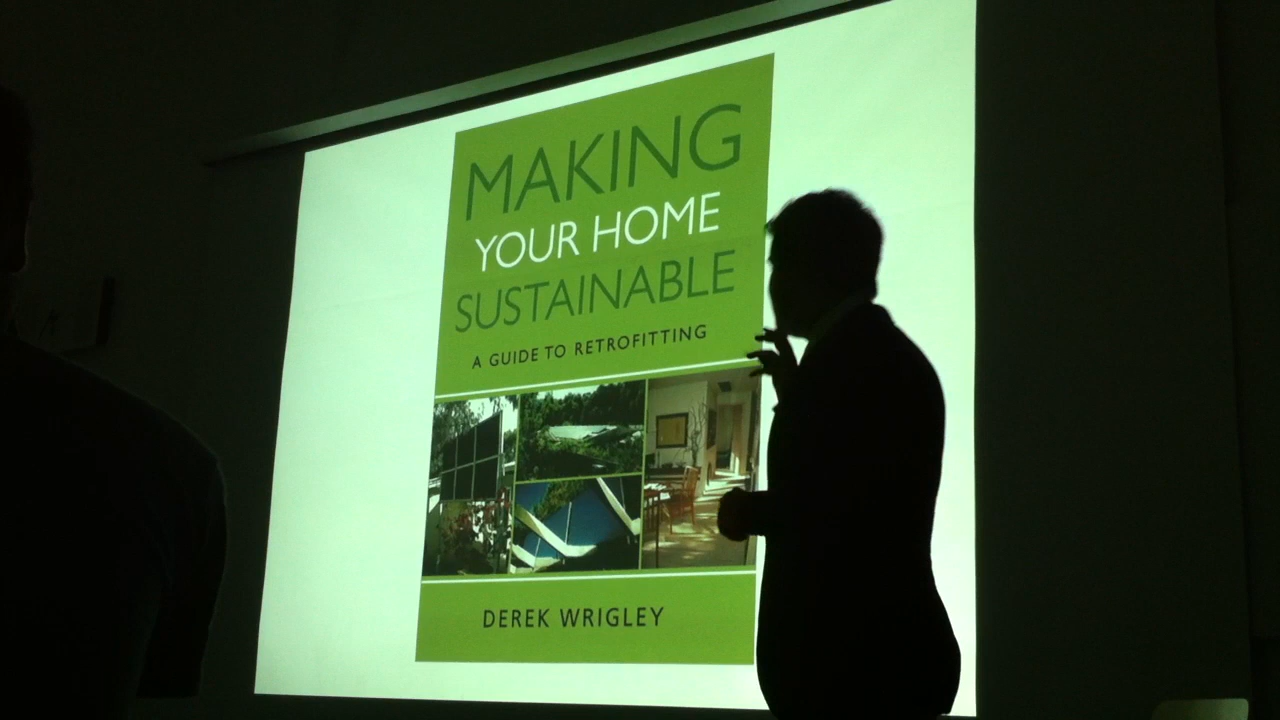 MAKING
YOUR HOME
SUSTAINABLE
A GUIDE TO RETROFITTING
DEREK WRIGLEY